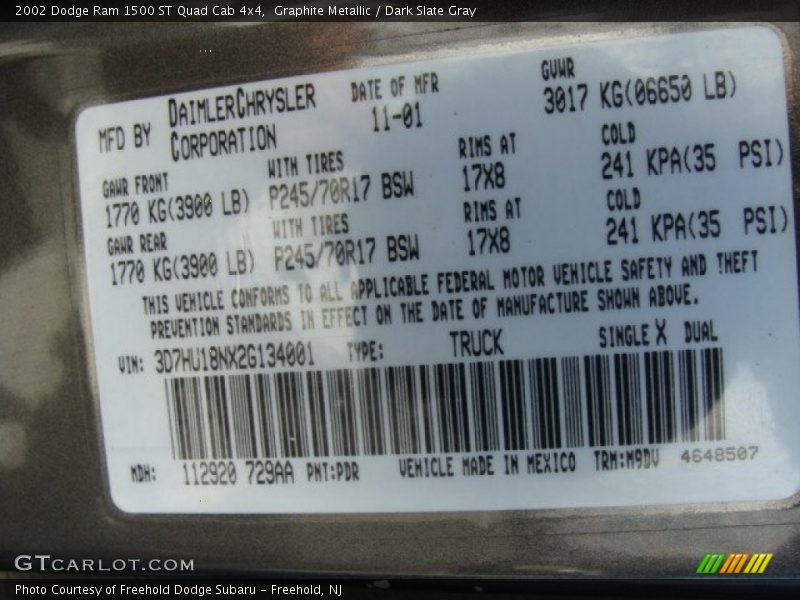 2002 Dodge Ram 1500 ST Quad Cab 4x4, Graphite Metallic / Dark Slate Gray
MFD BY DAIMLERCHRYSLER CORPORATION DATE OF MFR 11-01 GVWR 3017 KG(06650 LB)
GAWR FRONT WITH TIRES RIMS AT COLD
1770 KG(3900 LB) P245/70R17 BSW 17X8 241 KPA(35 PSI)
GAWR REAR WITH TIRES RIMS AT COLD
1770 KG(3900 LB) P245/70R17 BSW 17X8 241 KPA(35 PSI)
THIS VEHICLE CONFORMS TO ALL APPLICABLE FEDERAL MOTOR VEHICLE SAFETY AND THEFT
PREVENTION STANDARDS IN EFFECT ON THE DATE OF MANUFACTURE SHOWN ABOVE.
VIN: 3D7HU18NX2G134001 TYPE: TRUCK SINGLE X DUAL
MDH: 112920 729AA PNT:PDR VEHICLE MADE IN MEXICO TRM:M9DV 4648507
GTCARLOT.COM
Photo Courtesy of Freehold Dodge Subaru - Freehold, NJ